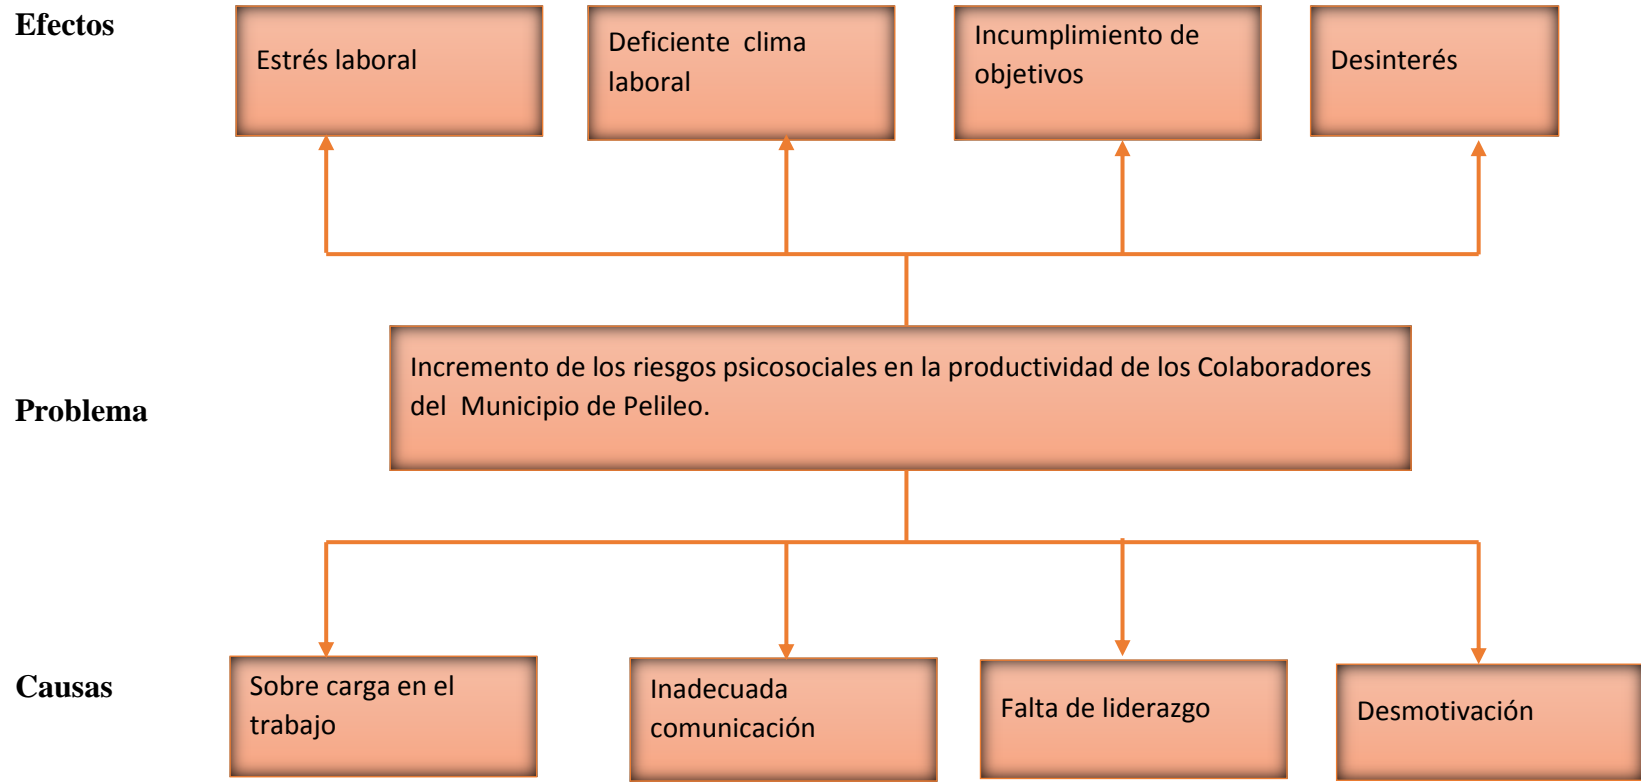 Efectos
Estrés laboral
Deficiente clima
laboral
Incumplimiento de
objetivos
Desinterés
Problema
Incremento de los riesgos psicosociales en la productividad de los Colaboradores
del Municipio de Pelileo.
Causas
Sobre carga en el
trabajo
Inadecuada
comunicación
Falta de liderazgo
Desmotivación